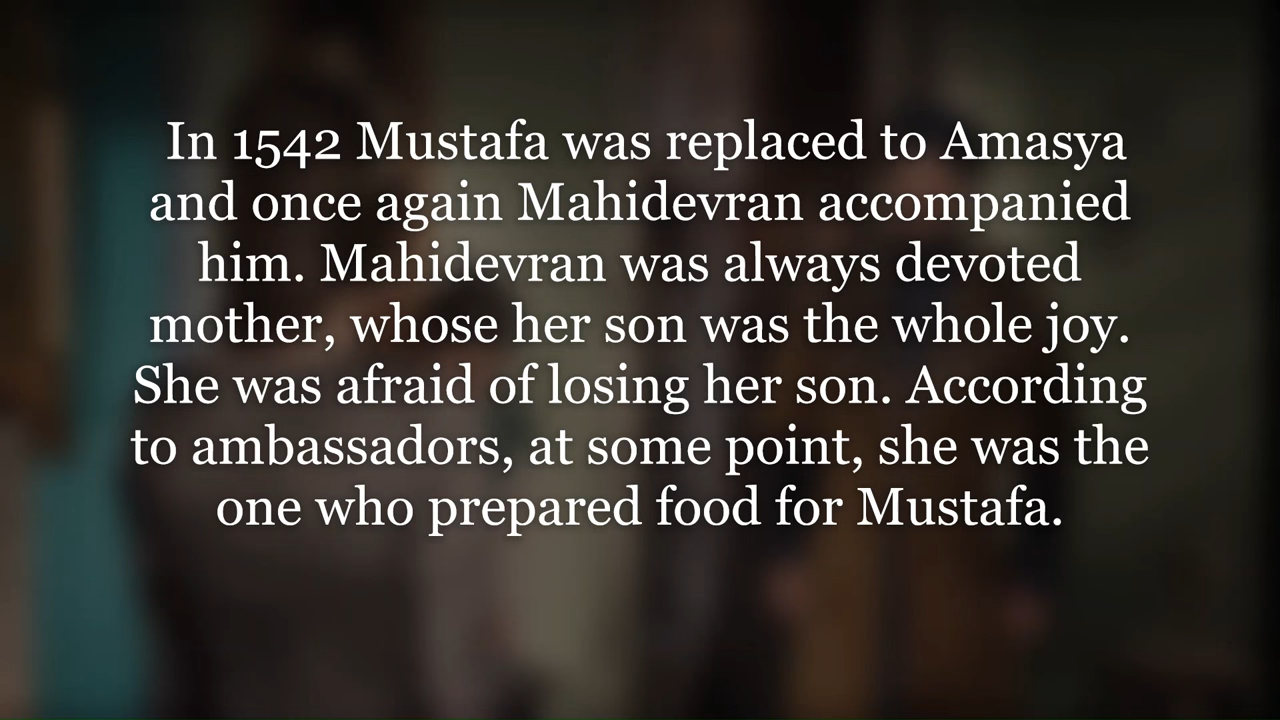 In 1542 Mustafa was replaced to Amasya
and once again Mahidevran accompanied
him. Mahidevran was always devoted
mother, whose her son was the whole joy.
She was afraid of losing her son. According
to ambassadors, at some point, she was the
one who prepared food for Mustafa.